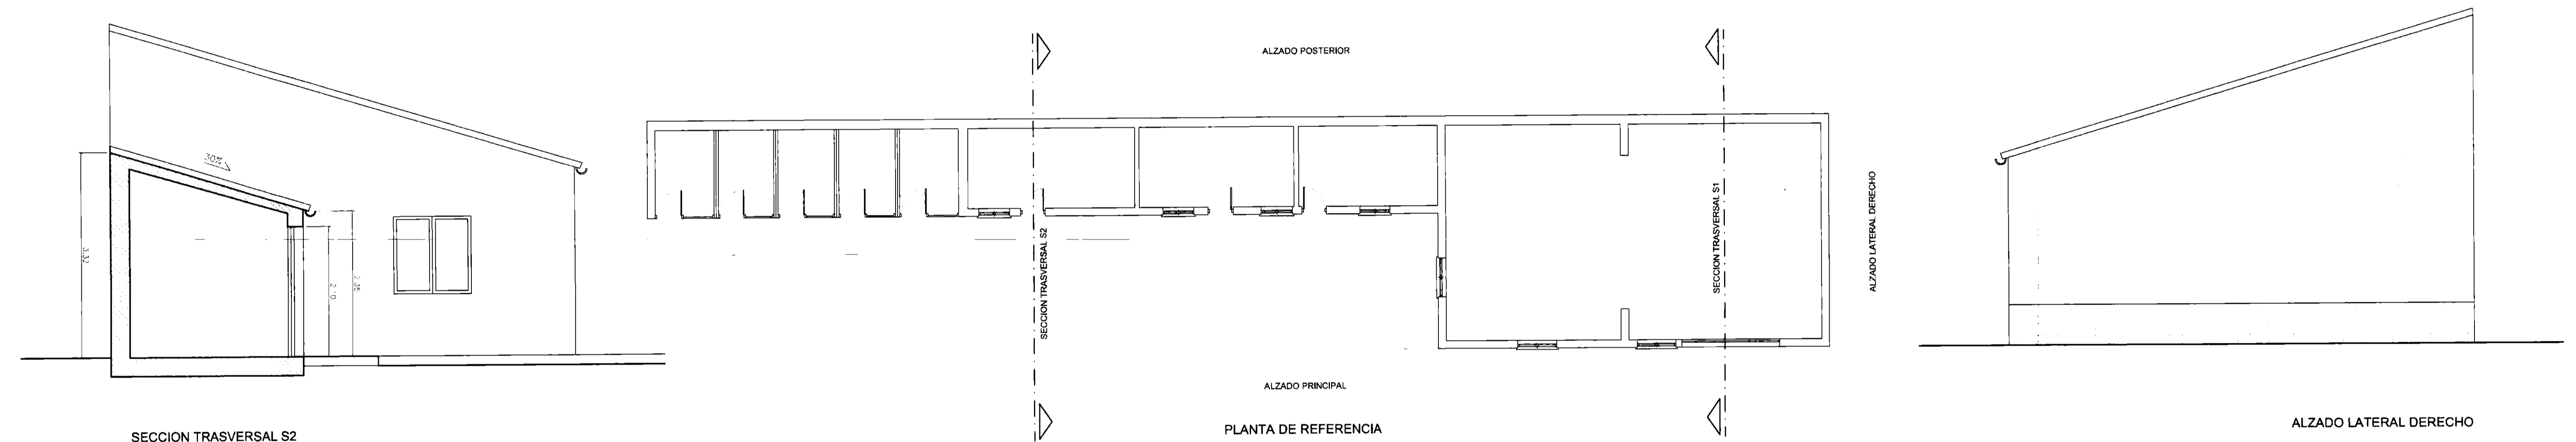 30%
3.32
2.10
2.35
SECCION TRASVERSAL S2
ALZADO POSTERIOR
SECCION TRASVERSAL S2
SECCION TRASVERSAL S1
ALZADO LATERAL DERECHO
ALZADO PRINCIPAL
PLANTA DE REFERENCIA
ALZADO LATERAL DERECHO